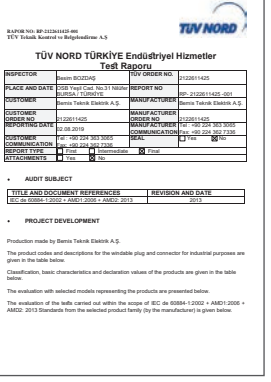 RAPOR NO: RP-2122611425-001
TÜV Teknik Kontrol ve Belgelendirme A.Ş
TÜV NORD
TÜV NORD TÜRKİYE Endüstriyel Hizmetler
Test Raporu
INSPECTOR Besim BOZDAŞ TÜV ORDER NO. 2122611425
PLACE AND DATE OSB Yeşil Cad. No.31 Nilüfer BURSA / TÜRKİYE REPORT NO RP- 2122611425 -001
CUSTOMER Bemis Teknik Elektrik A.Ş. MANUFACTURER Bemis Teknik Elektrik A.Ş.
CUSTOMER ORDER NO 2122611425 MANUFACTURER ORDER NO 2122611425
REPORTING DATE 02.08.2019 MANUFACTURER COMMUNICATION Tel : +90 224 363 3065 Fax: +90 224 362 7336
CUSTOMER COMMUNICATION Tel : +90 224 363 3065 Fax: +90 224 362 7336 SEAL Yes No
REPORT TYPE First Intermediate Final
ATTACHMENTS Yes No
• AUDIT SUBJECT
TITLE AND DOCUMENT REFERENCES REVISION AND DATE
IEC de 60884-1:2002 + AMD1:2006 + AMD2: 2013 2013
• PROJECT DEVELOPMENT
Production made by Bemis Teknik Elektrik A.Ş.
The product codes and descriptions for the windable plug and connector for industrial purposes are
given in the table below.
Classification, basic characteristics and declaration values of the products are given in the table
below.
The evaluation with selected models representing the products are presented below.
The evaluation of the tests carried out within the scope of IEC de 60884-1:2002 + AMD1:2006 +
AMD2: 2013 Standards from the selected product family (by the manufacturer) is given below.